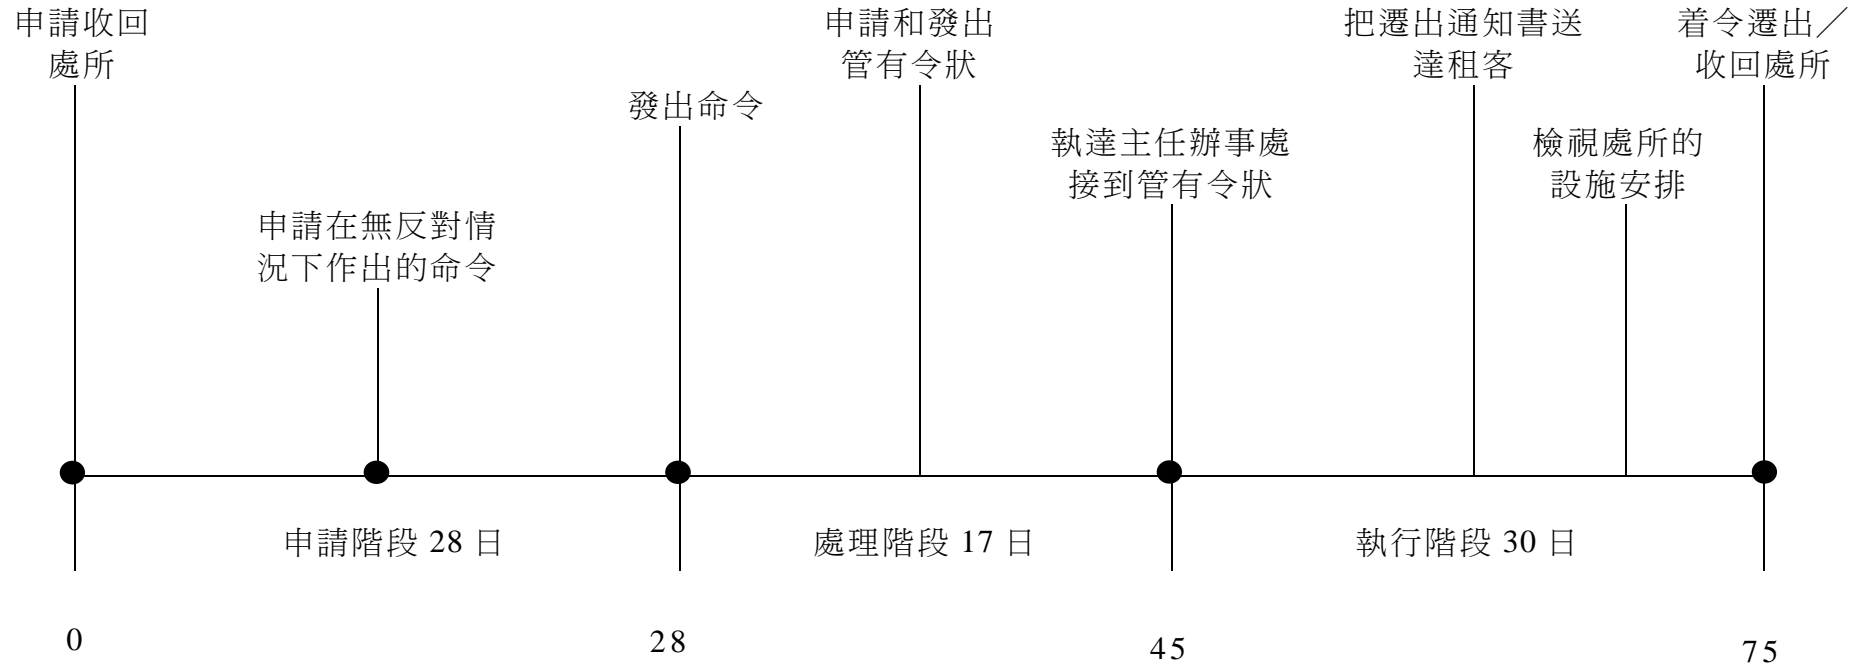 申請收回
處所
申請在無反對情
況下作出的命令
發出命令
申請和發出
管有令狀
執達主任辦事處
接到管有令狀
把遷出通知書送
達租客
檢視處所的
設施安排
着令遷出／
收回處所
申請階段 28 日
處理階段 17 日
執行階段 30 日
0
28
45
75